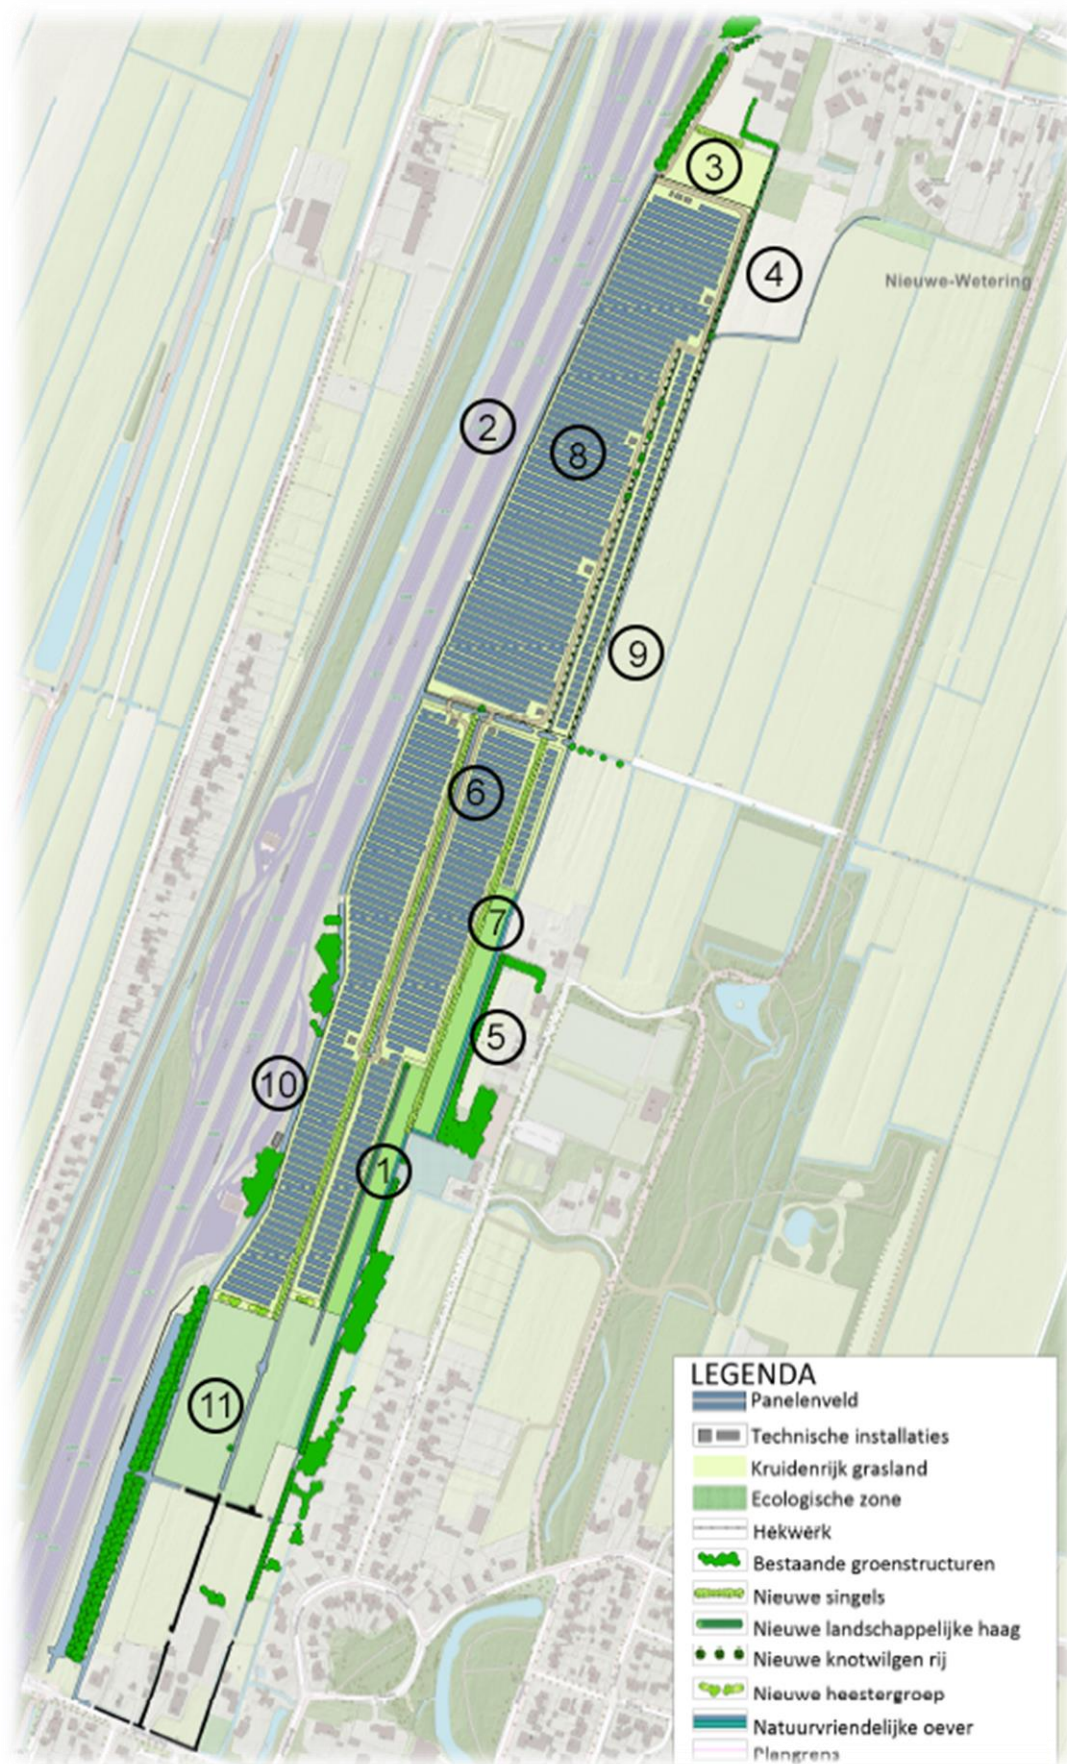 3
4
Nieuwe-Wetering
2
8
9
6
7
5
10
1
11
LEGENDA
Panelenveld
Technische installaties
Kruidenrijk grasland
Ecologische zone
Hekwerk
Bestaande groenstructuren
Nieuwe singels
Nieuwe landschappelijke haag
Nieuwe knotwilgen rij
Nieuwe heestergroep
Natuurvriendelijke oever
Plangrens